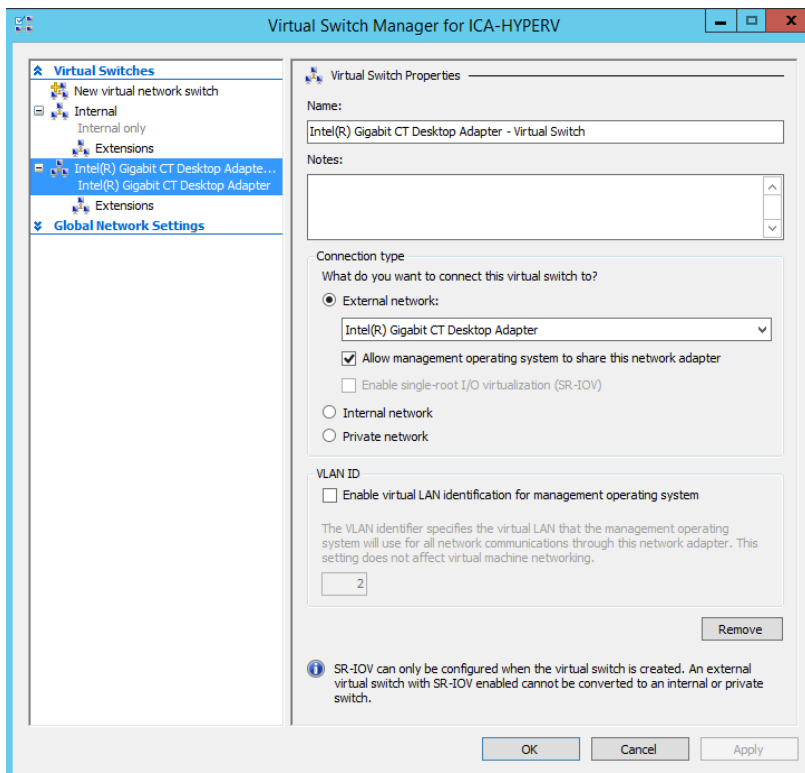 Virtual Switch Manager for ICA-HYPERV
Virtual Switches
New virtual network switch
Internal
Internal only
Extensions
Intel(R) Gigabit CT Desktop Adapte...
Intel(R) Gigabit CT Desktop Adapter
Extensions
Global Network Settings
Virtual Switch Properties
Name:
Intel(R) Gigabit CT Desktop Adapter - Virtual Switch
Notes:
Connection type
What do you want to connect this virtual switch to?
External network:
Intel(R) Gigabit CT Desktop Adapter
Allow management operating system to share this network adapter
Enable single-root I/O virtualization (SR-IOV)
Internal network
Private network
VLAN ID
Enable virtual LAN identification for management operating system
The VLAN identifier specifies the virtual LAN that the management operating
system will use for all network communications through this network adapter. This
setting does not affect virtual machine networking.
2
Remove
SR-IOV can only be configured when the virtual switch is created. An external
virtual switch with SR-IOV enabled cannot be converted to an internal or private
switch.
OK
Cancel
Apply